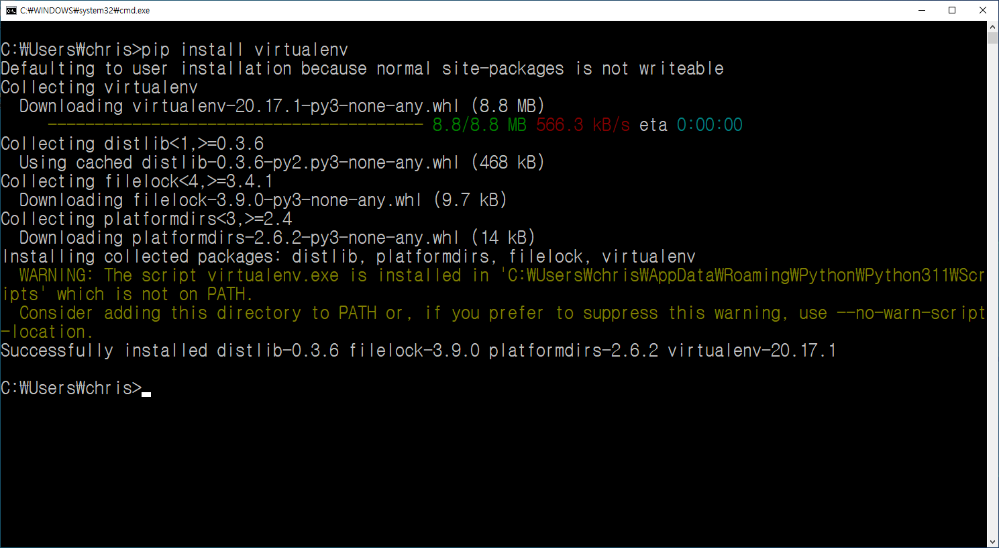 C:₩WINDOWS₩system32₩cmd.exe
C:₩Users₩chris>pip install virtualenv
Defaulting to user installation because normal site-packages is not writeable
Collecting virtualenv
  Downloading virtualenv-20.17.1-py3-none-any.whl (8.8 MB)
     ---------------------------------------- 8.8/8.8 MB 566.3 kB/s eta 0:00:00
Collecting distlib<1,>=0.3.6
  Using cached distlib-0.3.6-py2.py3-none-any.whl (468 kB)
Collecting filelock<4,>=3.4.1
  Downloading filelock-3.9.0-py3-none-any.whl (9.7 kB)
Collecting platformdirs<3,>=2.4
  Downloading platformdirs-2.6.2-py3-none-any.whl (14 kB)
Installing collected packages: distlib, platformdirs, filelock, virtualenv
  WARNING: The script virtualenv.exe is installed in 'C:₩Users₩chris₩AppData₩Roaming₩Python₩Python311₩Scr
ipts' which is not on PATH.
  Consider adding this directory to PATH or, if you prefer to suppress this warning, use --no-warn-script
-location.
Successfully installed distlib-0.3.6 filelock-3.9.0 platformdirs-2.6.2 virtualenv-20.17.1
C:₩Users₩chris>